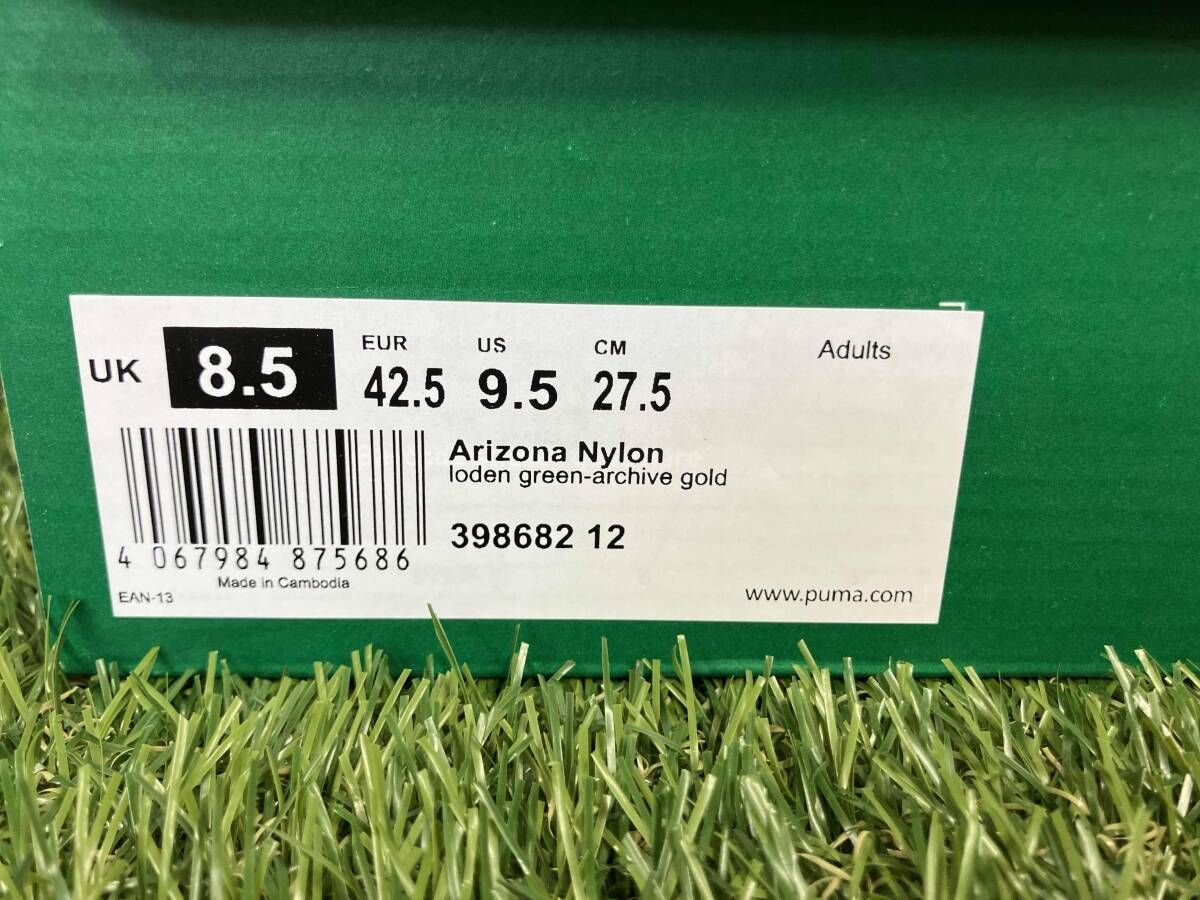 UK 8.5
EUR 42.5
US 9.5
CM 27.5
Adults
Arizona Nylon
loden green-archive gold
398682 12
4 067984 875686
Made in Cambodia
EAN-13
www.puma.com